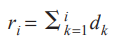 r_i = \sum_{k=1}^{i} d_k